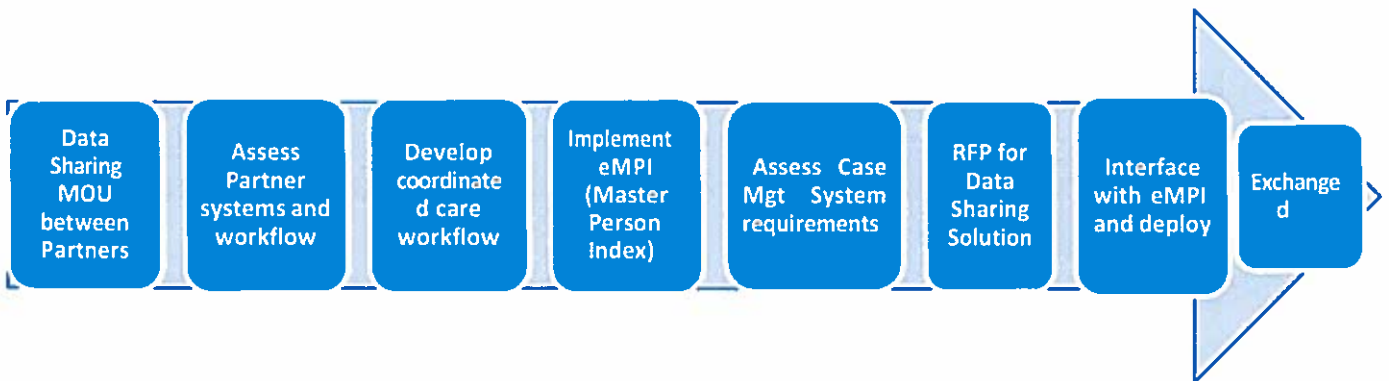 Data
Sharing
MOU
between
Partners
Assess
Partner
systems and
workflow
Develop
coordinate
d care
workflow
Implement
eMPI
(Master
Person
Index)
Assess Case
Mgt System
requirements
RFP for
Data
Sharing
Solution
Interface
with eMPI
and deploy
Exchange
d